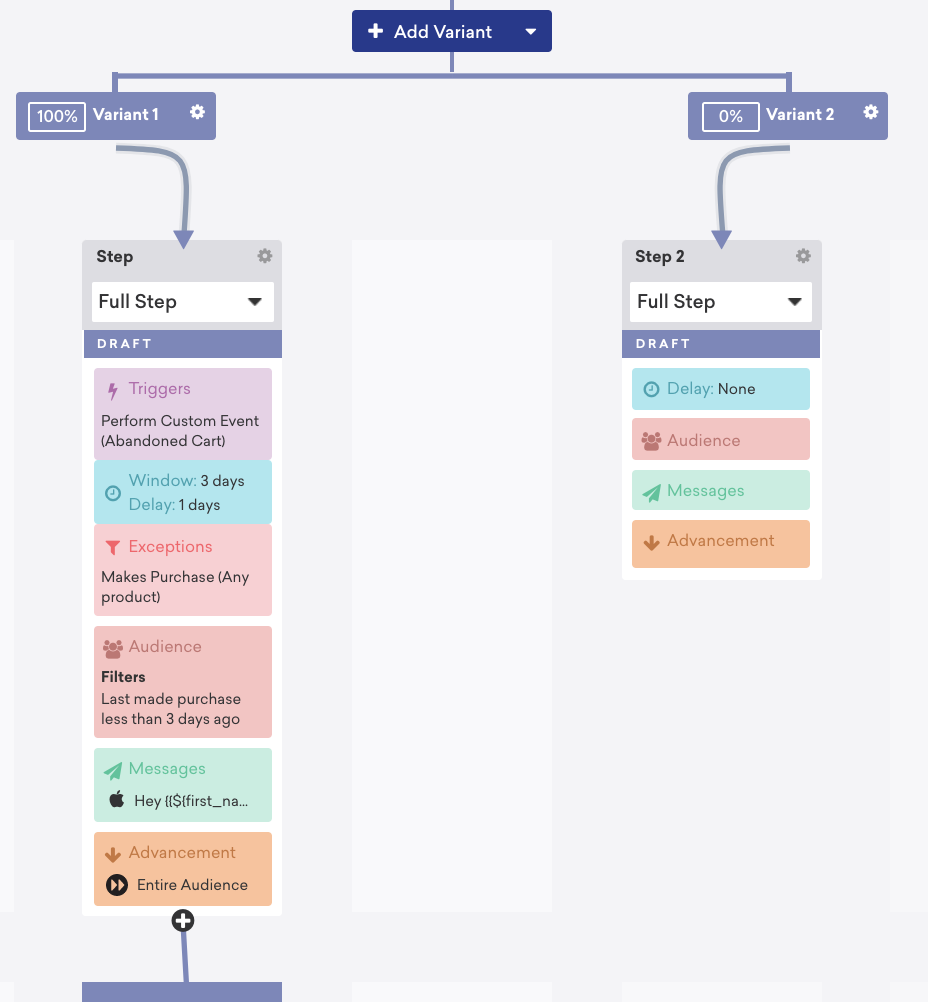 Add Variant
100% Variant 1
0% Variant 2
Step
Full Step
DRAFT
Triggers
Perform Custom Event
(Abandoned Cart)
Window: 3 days
Delay: 1 days
Exceptions
Makes Purchase (Any
product)
Audience
Filters
Last made purchase
less than 3 days ago
Messages
Hey {{${first_na...
Advancement
Entire Audience
Step 2
Full Step
DRAFT
Delay: None
Audience
Messages
Advancement